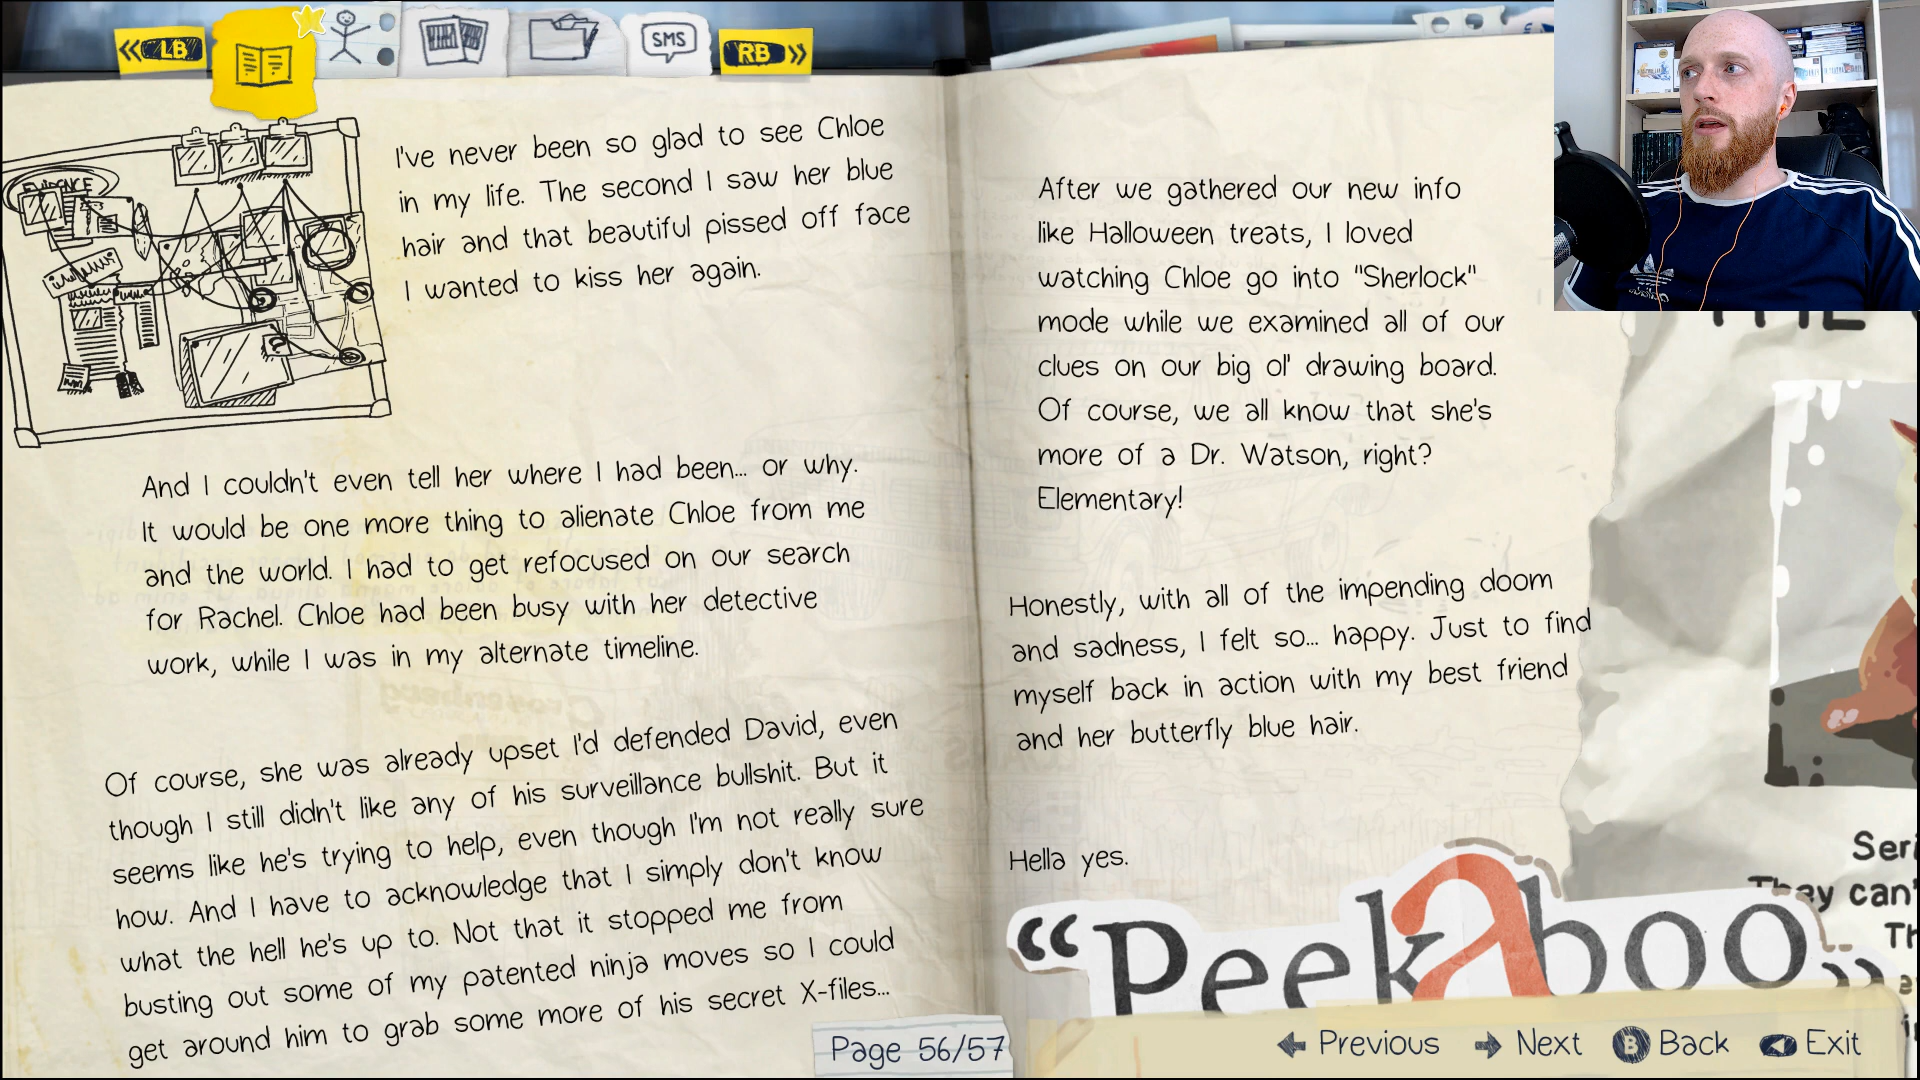 LB
SMS
RB
EVIDENCE
I've never been so glad to see Chloe
in my life. The second I saw her blue
hair and that beautiful pissed off face
I wanted to kiss her again.
And I couldn't even tell her where I had been... or why.
It would be one more thing to alienate Chloe from me
and the world. I had to get refocused on our search
for Rachel. Chloe had been busy with her detective
work, while I was in my alternate timeline.
Of course, she was already upset I'd defended David, even
though I still didn't like any of his surveillance bullshit. But it
seems like he's trying to help, even though I'm not really sure
how. And I have to acknowledge that I simply don't know
what the hell he's up to. Not that it stopped me from
busting out some of my patented ninja moves so I could
get around him to grab some more of his secret X-files...
After we gathered our new info
like Halloween treats, I loved
watching Chloe go into "Sherlock"
mode while we examined all of our
clues on our big ol' drawing board.
Of course, we all know that she's
more of a Dr. Watson, right?
Elementary!
Honestly, with all of the impending doom
and sadness, I felt so... happy. Just to find
myself back in action with my best friend
and her butterfly blue hair.
Hella yes.
"Peekaboo"
They can'
Page 56/57
Previous
Next
B Back
Exit